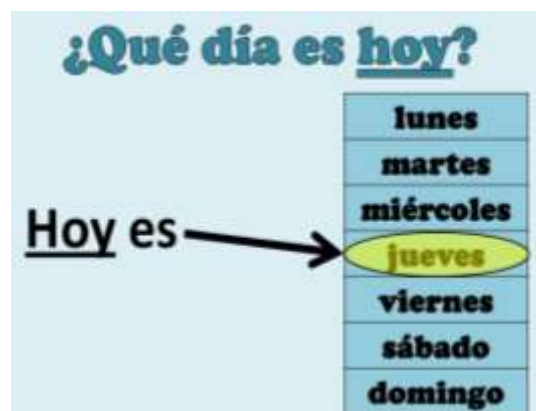 ¿Qué día es hoy?
lunes
martes
miércoles
Hoy es
jueves
viernes
sábado
domingo